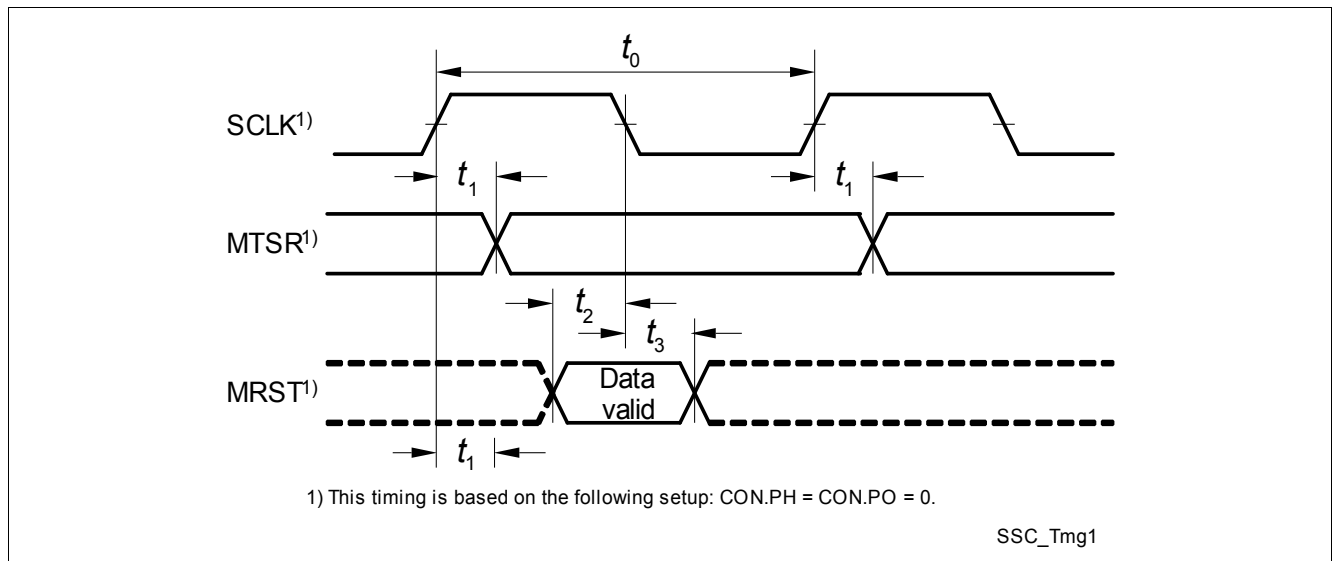 t0
SCLK1)
t1 t1
MTSR1)
t2
t3
MRST1)
Data
valid
t1
1) This timing is based on the following setup: CON.PH = CON.PO = 0.
SSC_Tmg1